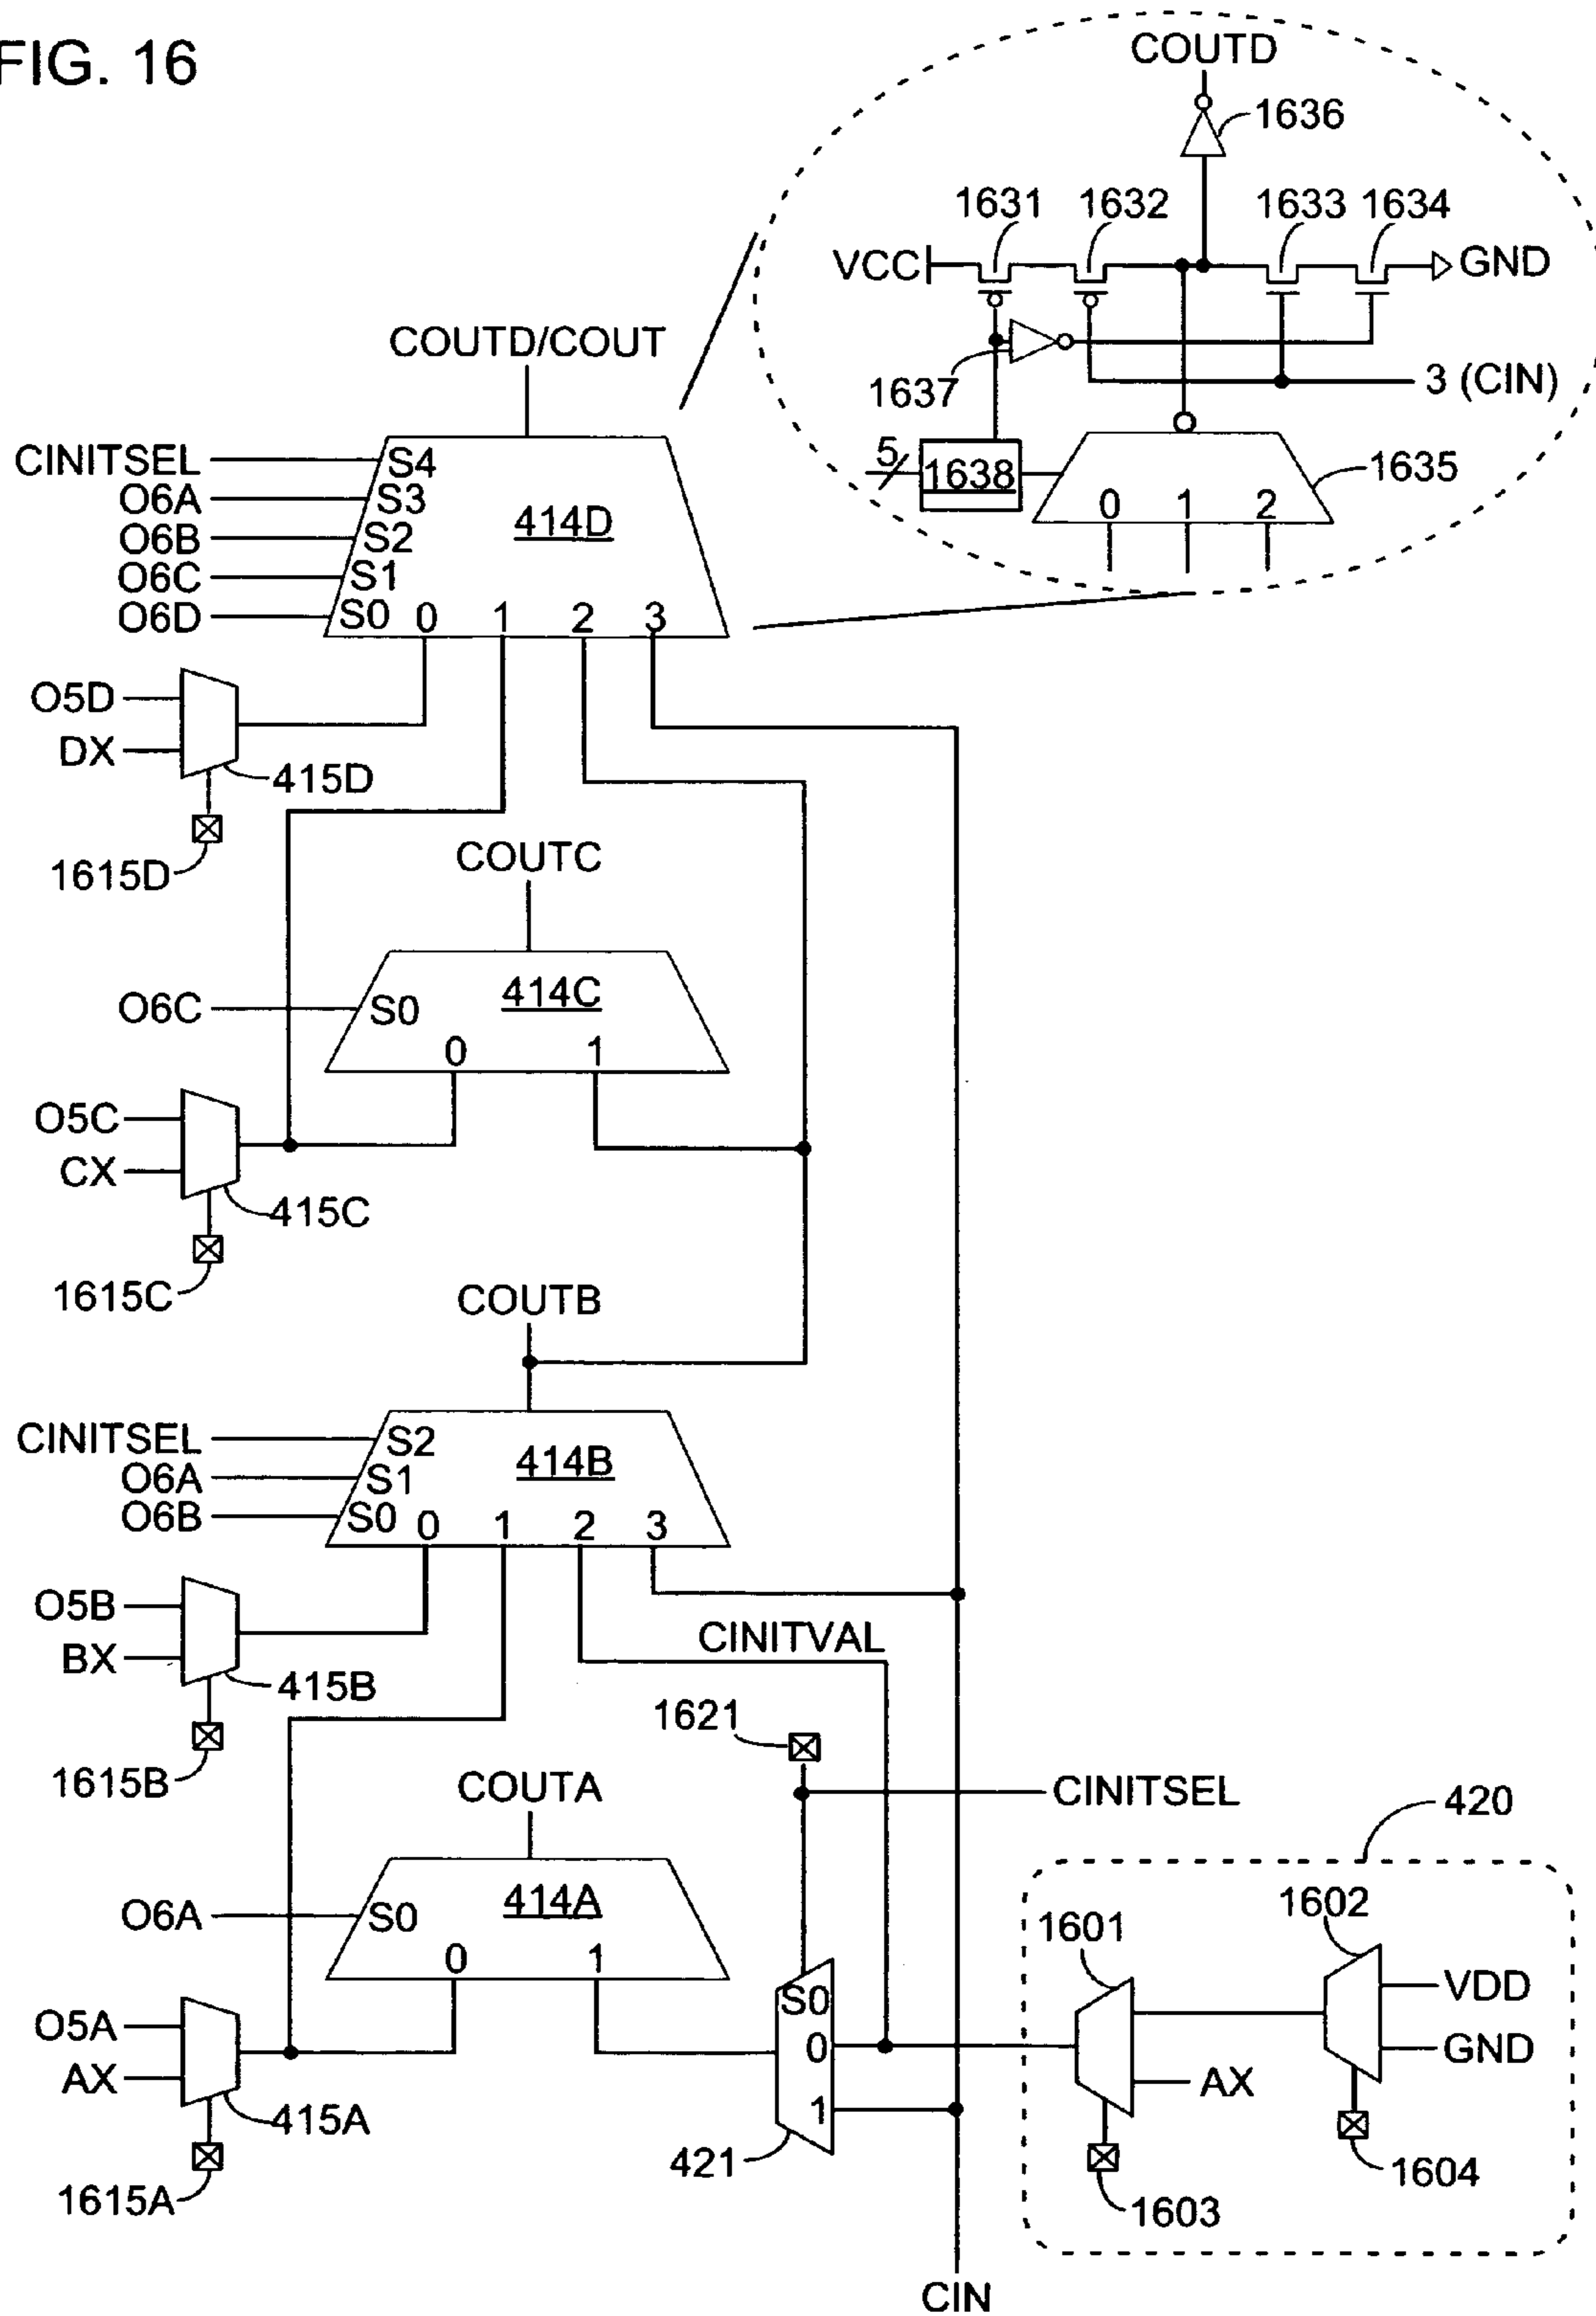 FIG. 16
COUTD
1636
1631
1632
1633
1634
VCC
GND
1637
3 (CIN)
5
1638
1635
0
1
2
COUTD/COUT
CINITSEL
S4
O6A
S3
414D
O6B
S2
O6C
S1
O6D
S0
0
1
2
3
O5D
DX
415D
1615D
COUTC
O6C
S0
414C
0
1
O5C
CX
415C
1615C
COUTB
CINITSEL
S2
414B
O6A
S1
O6B
S0
0
1
2
3
O5B
BX
415B
CINITVAL
1615B
1621
COUTA
CINITSEL
420
O6A
S0
414A
0
1
1601
1602
S0
0
1
VDD
GND
AX
O5A
AX
415A
421
1615A
1603
1604
CIN